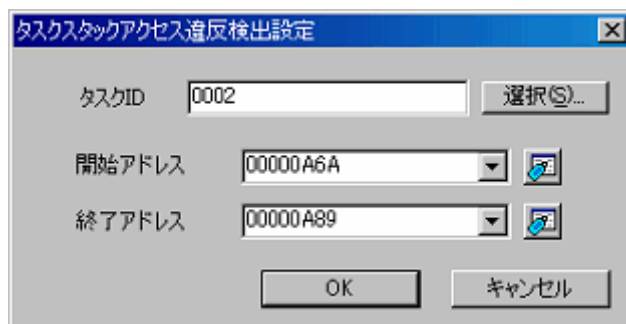 タスクスタックアクセス違反検出設定
タスクID 0002 選択(S)...
開始アドレス 00000A6A
終了アドレス 00000A89
OK キャンセル